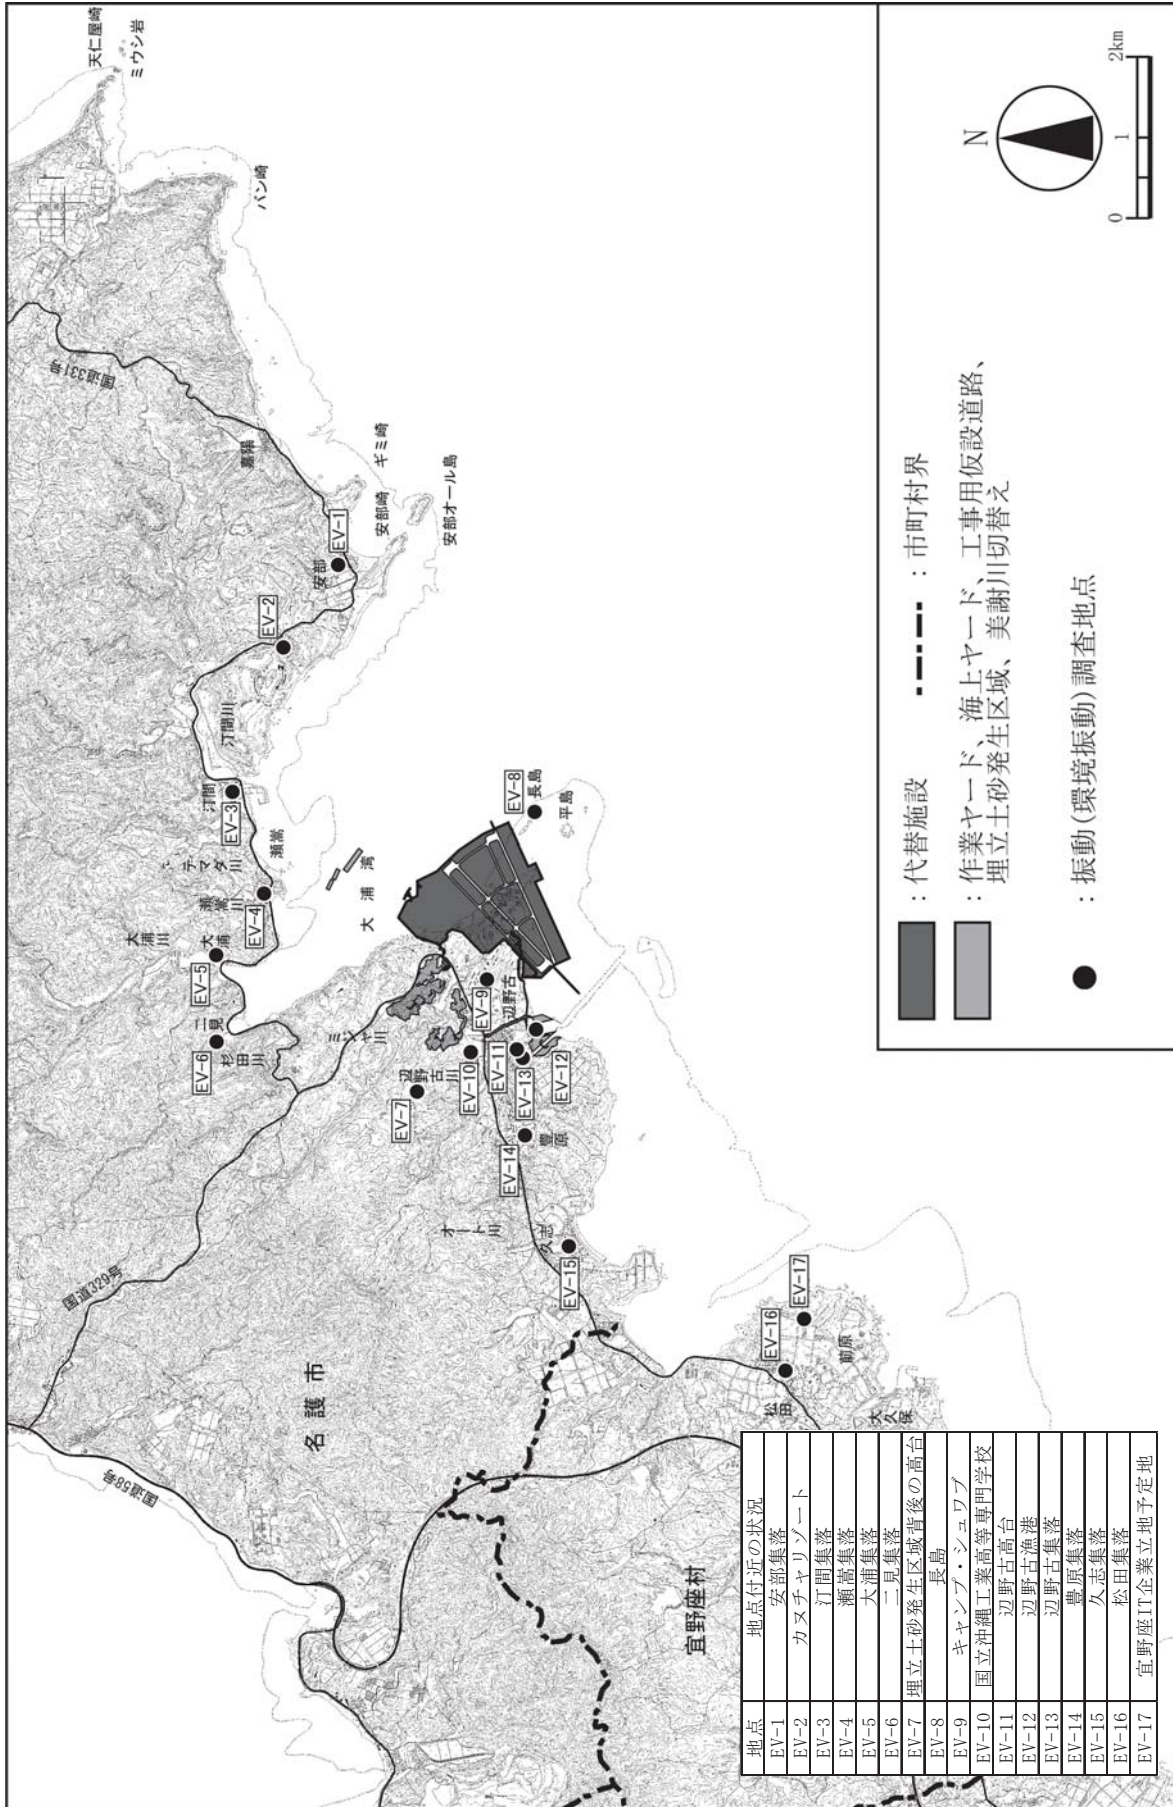 天仁屋崎
ミウシ岩
バン崎
国道331号
嘉陽
ギミ崎
安部崎
安部オール島
EV-1
安部
EV-2
汀間川
汀間
EV-3
テマタ川
瀬嵩
瀬嵩川
EV-4
大浦川
大浦
EV-5
大浦湾
二見
EV-6
杉田川
EV-8
長島
平島
EV-9
辺野古
辺野古川
EV-7
EV-10
EV-11
EV-12
EV-13
EV-14
豊原
オート川
久志
EV-15
国道329号
名護市
国道58号
EV-16
EV-17
松田
前原
大久保
宜野座村
地点 地点付近の状況
EV-1 安部集落
EV-2 カヌチャリゾート
EV-3 汀間集落
EV-4 瀬嵩集落
EV-5 大浦集落
EV-6 二見集落
EV-7 埋立土砂発生区域背後の高台
EV-8 長島
EV-9 キャンプ・シュワブ
EV-10 国立沖縄工業高等専門学校
EV-11 辺野古高台
EV-12 辺野古漁港
EV-13 辺野古集落
EV-14 豊原集落
EV-15 久志集落
EV-16 松田集落
EV-17 宜野座IT企業立地予定地
：代替施設
：市町村界
：作業ヤード、海上ヤード、工事用仮設道路、
埋立土砂発生区域、美謝川切替え
：振動(環境振動)調査地点
N
0 1 2km